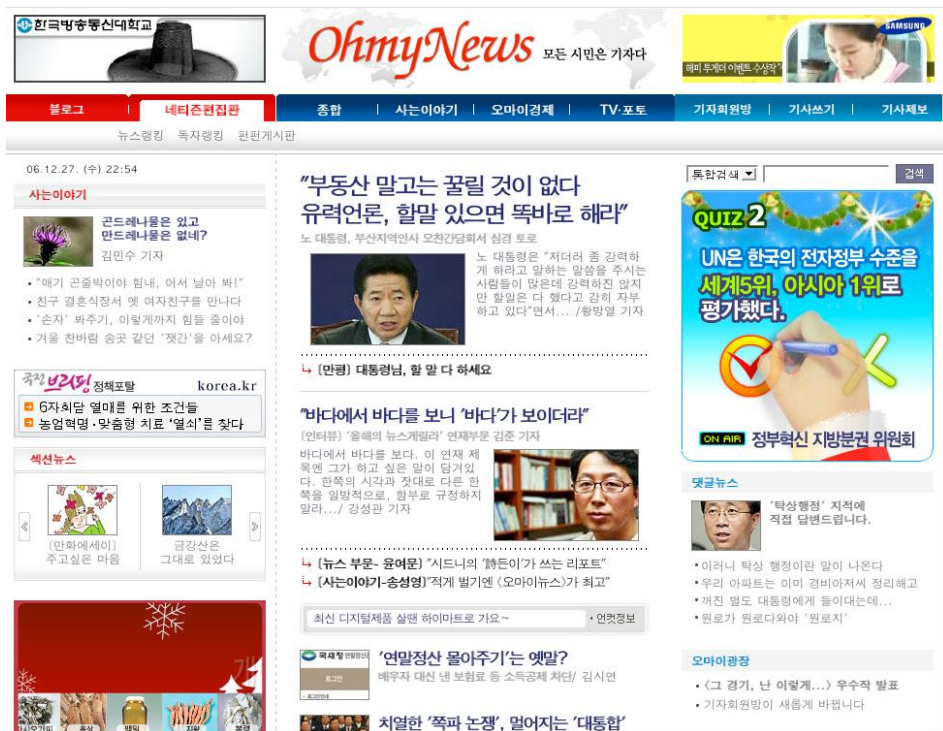 한국방송통신대학교
OhmyNews 모든 시민은 기자다
SAMSUNG
해피 투게더 이벤트 수상작
블로그
네티즌편집판
종합
사는이야기
오마이경제
TV·포토
기자회원방
기사쓰기
기사제보
뉴스랭킹 독자랭킹 펀펀게시판
06.12.27. (수) 22:54
사는이야기
곤드레나물은 있고
만드레나물은 없네?
김민수 기자
"얘기 곤줄박이야 힘내, 어서 날아 봐!"
친구 결혼식장서 옛 여자친구를 만나다
'손자' 봐주기, 이렇게까지 힘들 줄이야
겨울 찬바람 송곳 같던 '잿간'을 아세요?
국정브리핑 정책포탈 korea.kr
6자회담 열매를 위한 조건들
농업혁명·맞춤형 치료 '열쇠'를 찾다
섹션뉴스
[만화에세이]
주고싶은 마음
금강산은
그대로 있었다
"부동산 말고는 꿀릴 것이 없다
유력언론, 할말 있으면 똑바로 해라"
노 대통령, 부산지역인사 오찬간담회서 심경 토로
노 대통령은 "저더러 좀 강력하
게 하라고 말하는 말씀을 주시는
사람들이 많은데 강력하진 않지
만 할일은 다 했다고 감히 자부
하고 있다"면서... /황방열 기자
[만평] 대통령님, 할 말 다 하세요
"바다에서 바다를 보니 '바다'가 보이더라"
[인터뷰] '올해의 뉴스게릴라' 연재부문 김준 기자
바다에서 바다를 보다. 이 연재 제
목엔 그가 하고 싶은 말이 담겨있
다. 한쪽의 시각과 잣대로 다른 한
쪽을 일방적으로, 함부로 규정하지
말라.../ 강성관 기자
[뉴스 부문- 윤여문] "시드니의 '詩든이'가 쓰는 리포트"
[사는이야기-송성영]"적게 벌기엔 <오마이뉴스>가 최고"
최신 디지털제품 살땐 하이마트로 가요~
· 언컷정보
국세청 연말정산
로그인
'연말정산 몰아주기'는 옛말?
배우자 대신 낸 보험료 등 소득공제 차단/ 김시연
치열한 '쪽파 논쟁', 멀어지는 '대통합'
통합검색
검색
QUIZ 2
UN은 한국의 전자정부 수준을
세계5위, 아시아 1위로
평가했다.
ON AIR 정부혁신 지방분권 위원회
댓글뉴스
'탁상행정' 지적에
직접 답변드립니다.
이러니 탁상 행정이란 말이 나온다
우리 아파트는 이미 경비아저씨 정리해고
꺼진 별도 대통령에게 들이대는데...
원로가 원로다와야 '원로지'
오마이광장
<그 경기, 난 이렇게...> 우수작 발표
기자회원방이 새롭게 바뀝니다